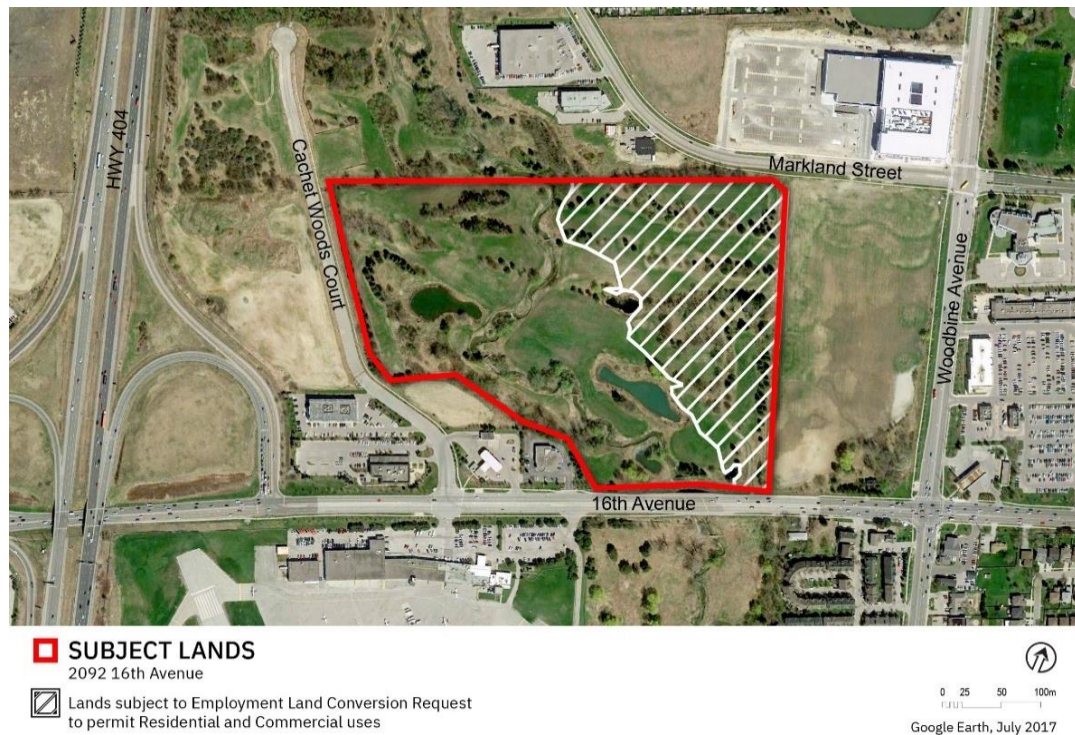 HWY 404
Cachet Woods Court
Markland Street
Woodbine Avenue
16th Avenue
SUBJECT LANDS
2092 16th Avenue
Lands subject to Employment Land Conversion Request
to permit Residential and Commercial uses
0 25 50 100m
Google Earth, July 2017